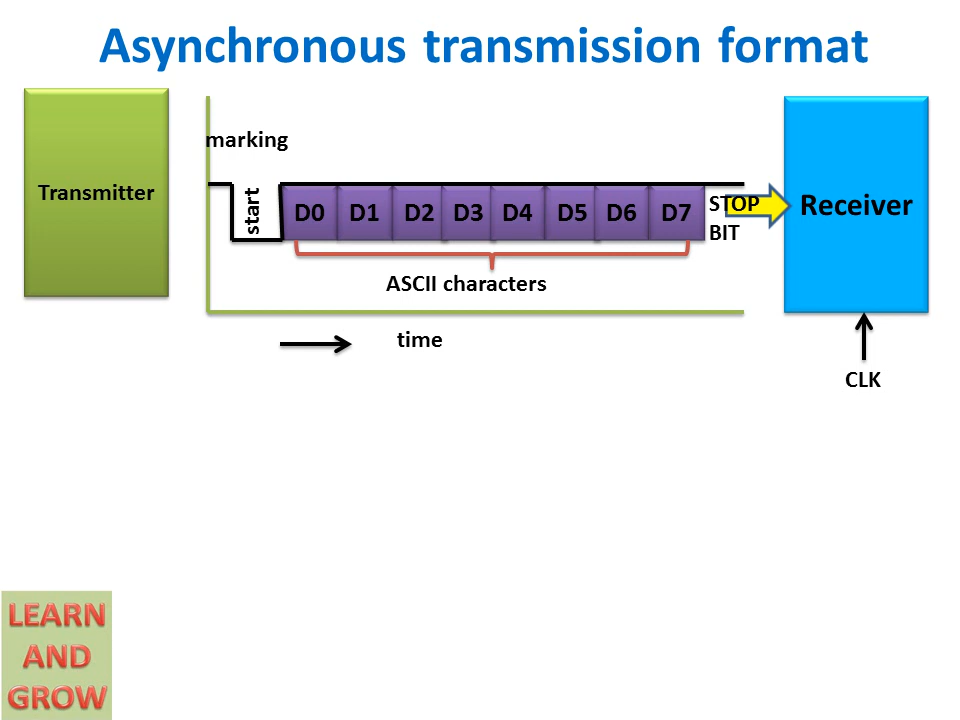 Asynchronous transmission format
marking
Transmitter
start
D0 D1 D2 D3 D4 D5 D6 D7
STOP
BIT
Receiver
ASCII characters
time
CLK
LEARN
AND
GROW